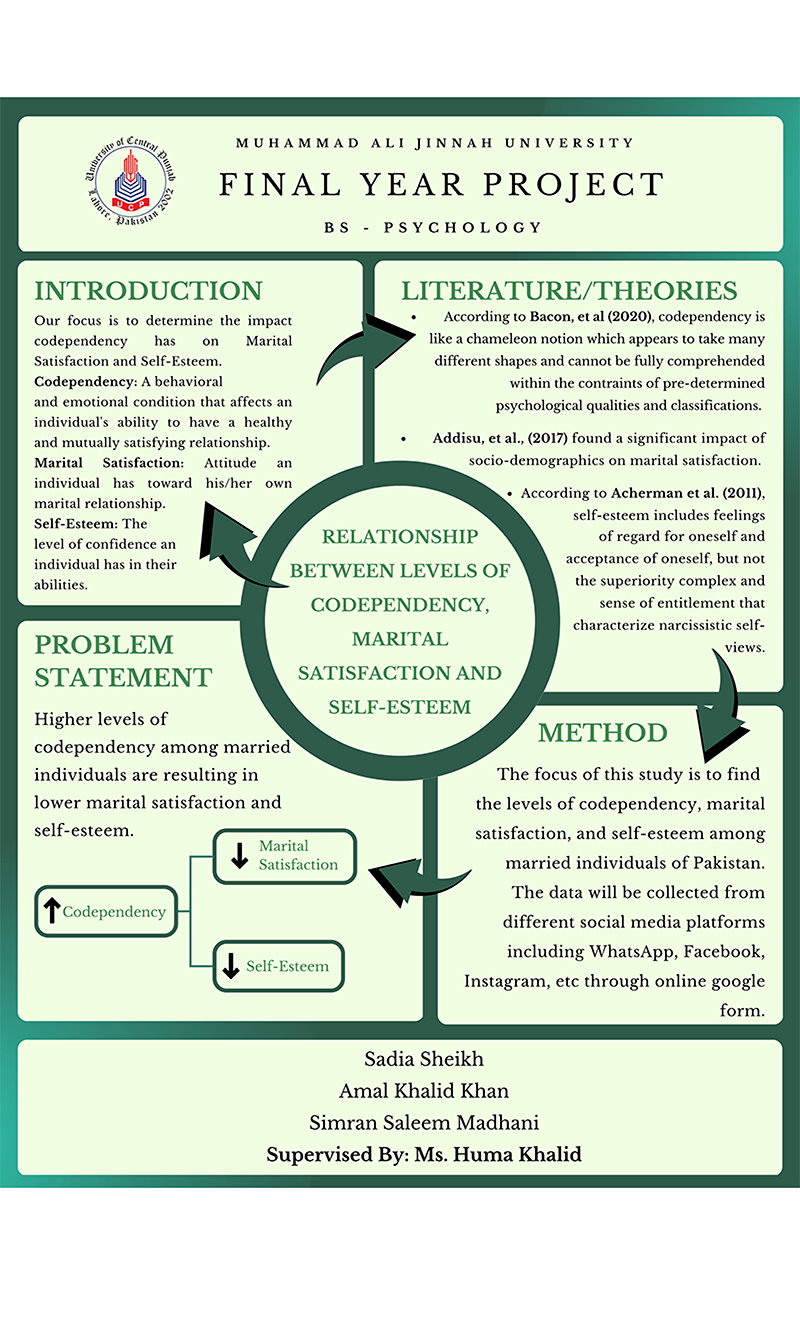 MUHAMMAD ALI JINNAH UNIVERSITY
University of Central Punjab
UCP
Lahore, Pakistan 2002
FINAL YEAR PROJECT
BS - PSYCHOLOGY
INTRODUCTION
Our focus is to determine the impact
codependency has on Marital
Satisfaction and Self-Esteem.
Codependency: A behavioral
and emotional condition that affects an
individual's ability to have a healthy
and mutually satisfying relationship.
Marital Satisfaction: Attitude an
individual has toward his/her own
marital relationship.
Self-Esteem: The
level of confidence an
individual has in their
abilities.
LITERATURE/THEORIES
• According to Bacon, et al (2020), codependency is
like a chameleon notion which appears to take many
different shapes and cannot be fully comprehended
within the contraints of pre-determined
psychological qualities and classifications.
• Addisu, et al., (2017) found a significant impact of
socio-demographics on marital satisfaction.
• According to Acherman et al. (2011),
self-esteem includes feelings
of regard for oneself and
acceptance of oneself, but not
the superiority complex and
sense of entitlement that
characterize narcissistic self-
views.
RELATIONSHIP
BETWEEN LEVELS OF
CODEPENDENCY,
MARITAL
SATISFACTION AND
SELF-ESTEEM
PROBLEM
STATEMENT
Higher levels of
codependency among married
individuals are resulting in
lower marital satisfaction and
self-esteem.
Marital
Satisfaction
Codependency
Self-Esteem
METHOD
The focus of this study is to find
the levels of codependency, marital
satisfaction, and self-esteem among
married individuals of Pakistan.
The data will be collected from
different social media platforms
including WhatsApp, Facebook,
Instagram, etc through online google
form.
Sadia Sheikh
Amal Khalid Khan
Simran Saleem Madhani
Supervised By: Ms. Huma Khalid